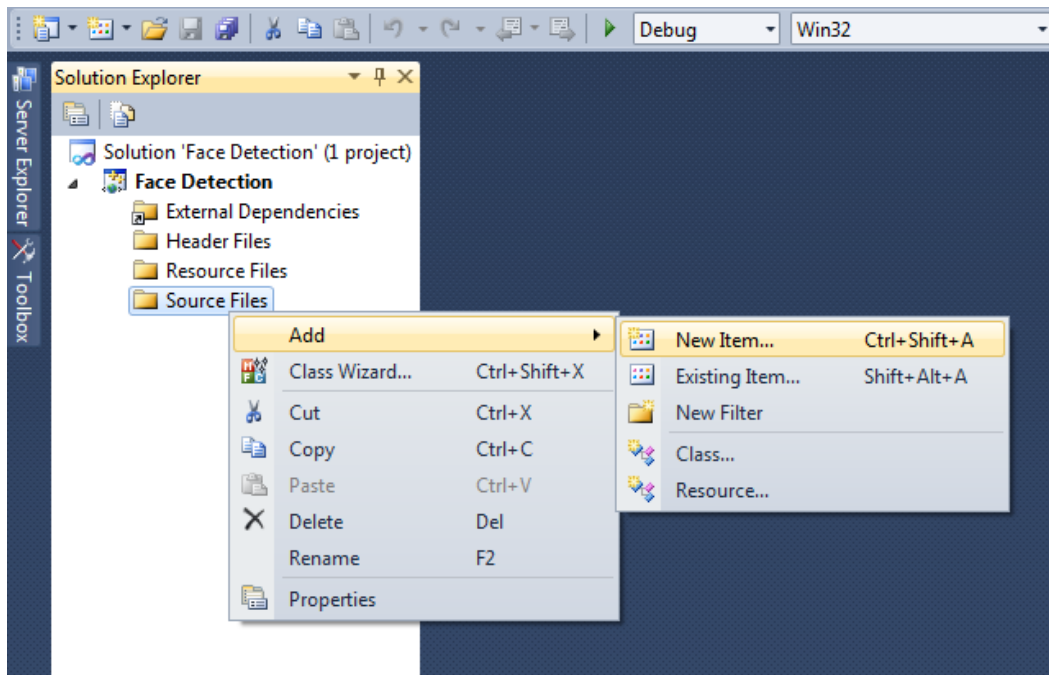 Debug
Win32
Server Explorer
Toolbox
Solution Explorer
Solution 'Face Detection' (1 project)
Face Detection
External Dependencies
Header Files
Resource Files
Source Files
Add
Class Wizard... Ctrl+Shift+X
Cut Ctrl+X
Copy Ctrl+C
Paste Ctrl+V
Delete Del
Rename F2
Properties
New Item... Ctrl+Shift+A
Existing Item... Shift+Alt+A
New Filter
Class...
Resource...